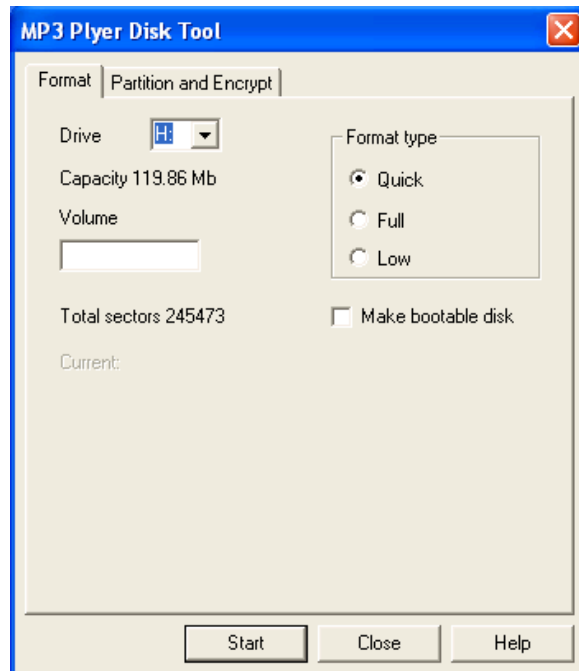 MP3 Plyer Disk Tool
Format
Partition and Encrypt
Drive H:
Capacity 119.86 Mb
Volume
Total sectors 245473
Current:
Format type
Quick
Full
Low
Make bootable disk
Start
Close
Help